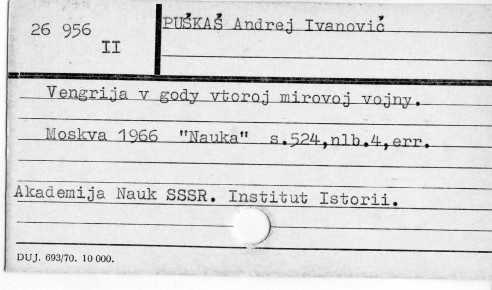 26 956
II
PUŠKAŠ Andrej Ivanovič
Vengrija v gody vtoroj mirovoj vojny.
Moskva 1966 "Nauka" s.524,nlb.4,err.
Akademija Nauk SSSR. Institut Istorii.
DUJ. 693/70. 10 000.